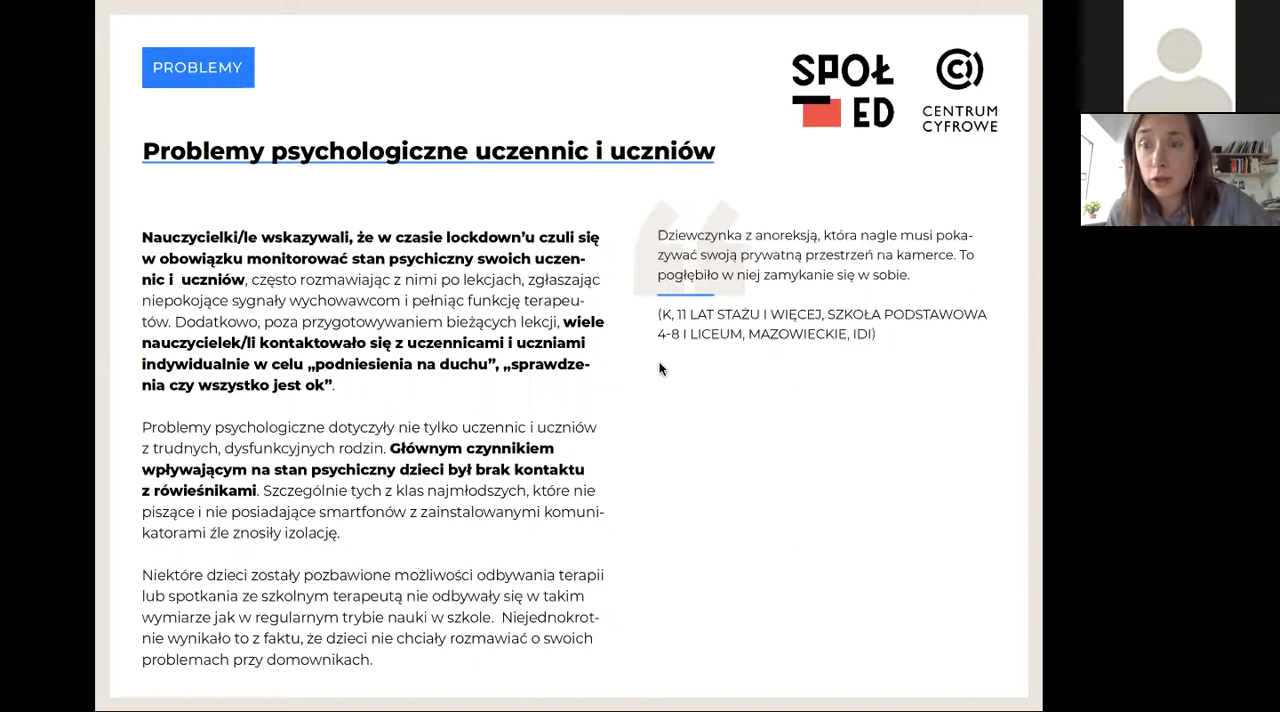 PROBLEMY
SPOŁ
ED
CENTRUM
CYFROWE
Problemy psychologiczne uczennic i uczniów
Nauczycielki/le wskazywali, że w czasie lockdown’u czuli się
w obowiązku monitorować stan psychiczny swoich uczen-
nic i uczniów, często rozmawiając z nimi po lekcjach, zgłaszając
niepokojące sygnały wychowawcom i pełniąc funkcję terapeu-
tów. Dodatkowo, poza przygotowywaniem bieżących lekcji, wiele
nauczycielek/li kontaktowało się z uczennicami i uczniami
indywidualnie w celu „podniesienia na duchu”, „sprawdze-
nia czy wszystko jest ok”.
Problemy psychologiczne dotyczyły nie tylko uczennic i uczniów
z trudnych, dysfunkcyjnych rodzin. Głównym czynnikiem
wpływającym na stan psychiczny dzieci był brak kontaktu
z rówieśnikami. Szczególnie tych z klas najmłodszych, które nie
piszące i nie posiadające smartfonów z zainstalowanymi komuni-
katorami źle znosiły izolację.
Niektóre dzieci zostały pozbawione możliwości odbywania terapii
lub spotkania ze szkolnym terapeutą nie odbywały się w takim
wymiarze jak w regularnym trybie nauki w szkole. Niejednokrot-
nie wynikało to z faktu, że dzieci nie chciały rozmawiać o swoich
problemach przy domownikach.
Dziewczynka z anoreksją, która nagle musi poka-
zywać swoją prywatną przestrzeń na kamerce. To
pogłębiło w niej zamykanie się w sobie.
(K, 11 LAT STAŻU I WIĘCEJ, SZKOŁA PODSTAWOWA
4-8 I LICEUM, MAZOWIECKIE, IDI)